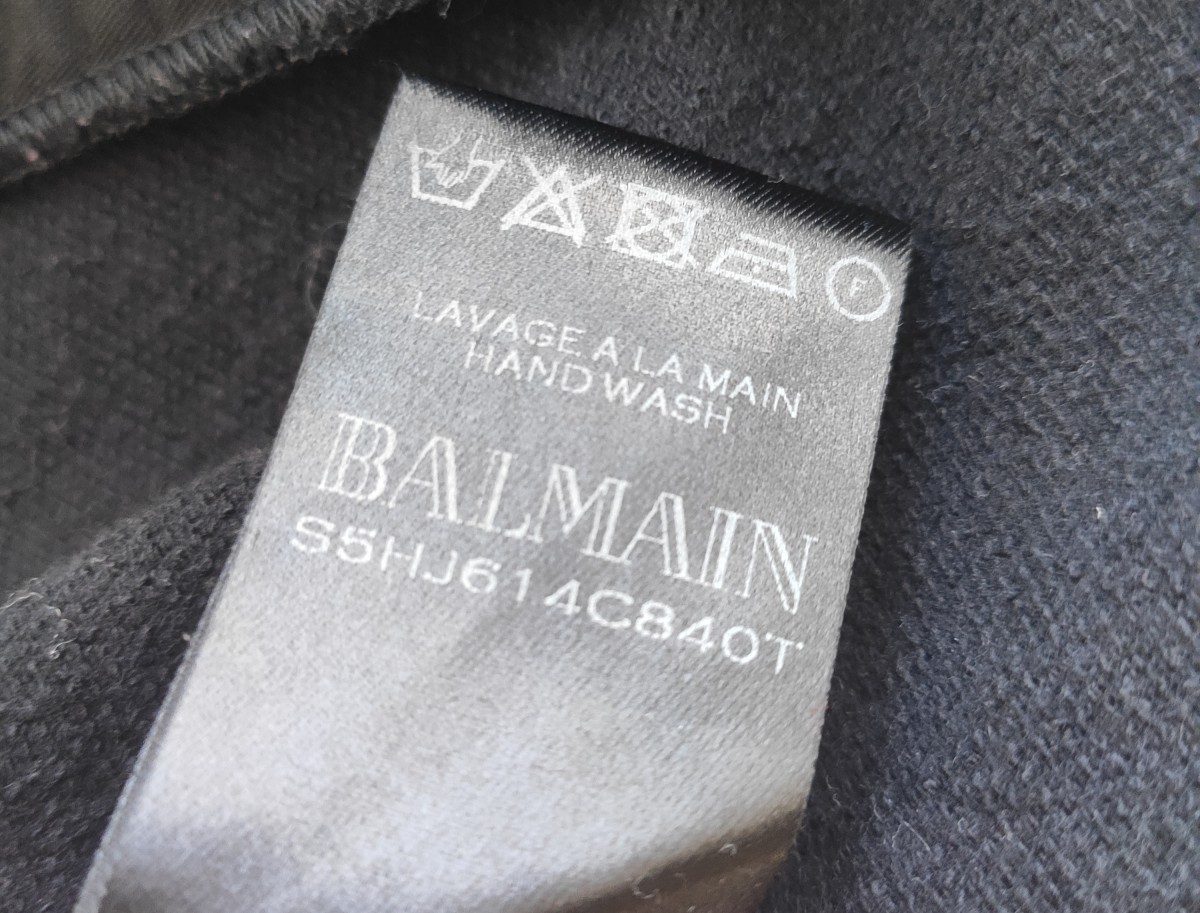 F
LAVAGE A LA MAIN
HAND WASH
BALMAIN
S5HJ614C840T